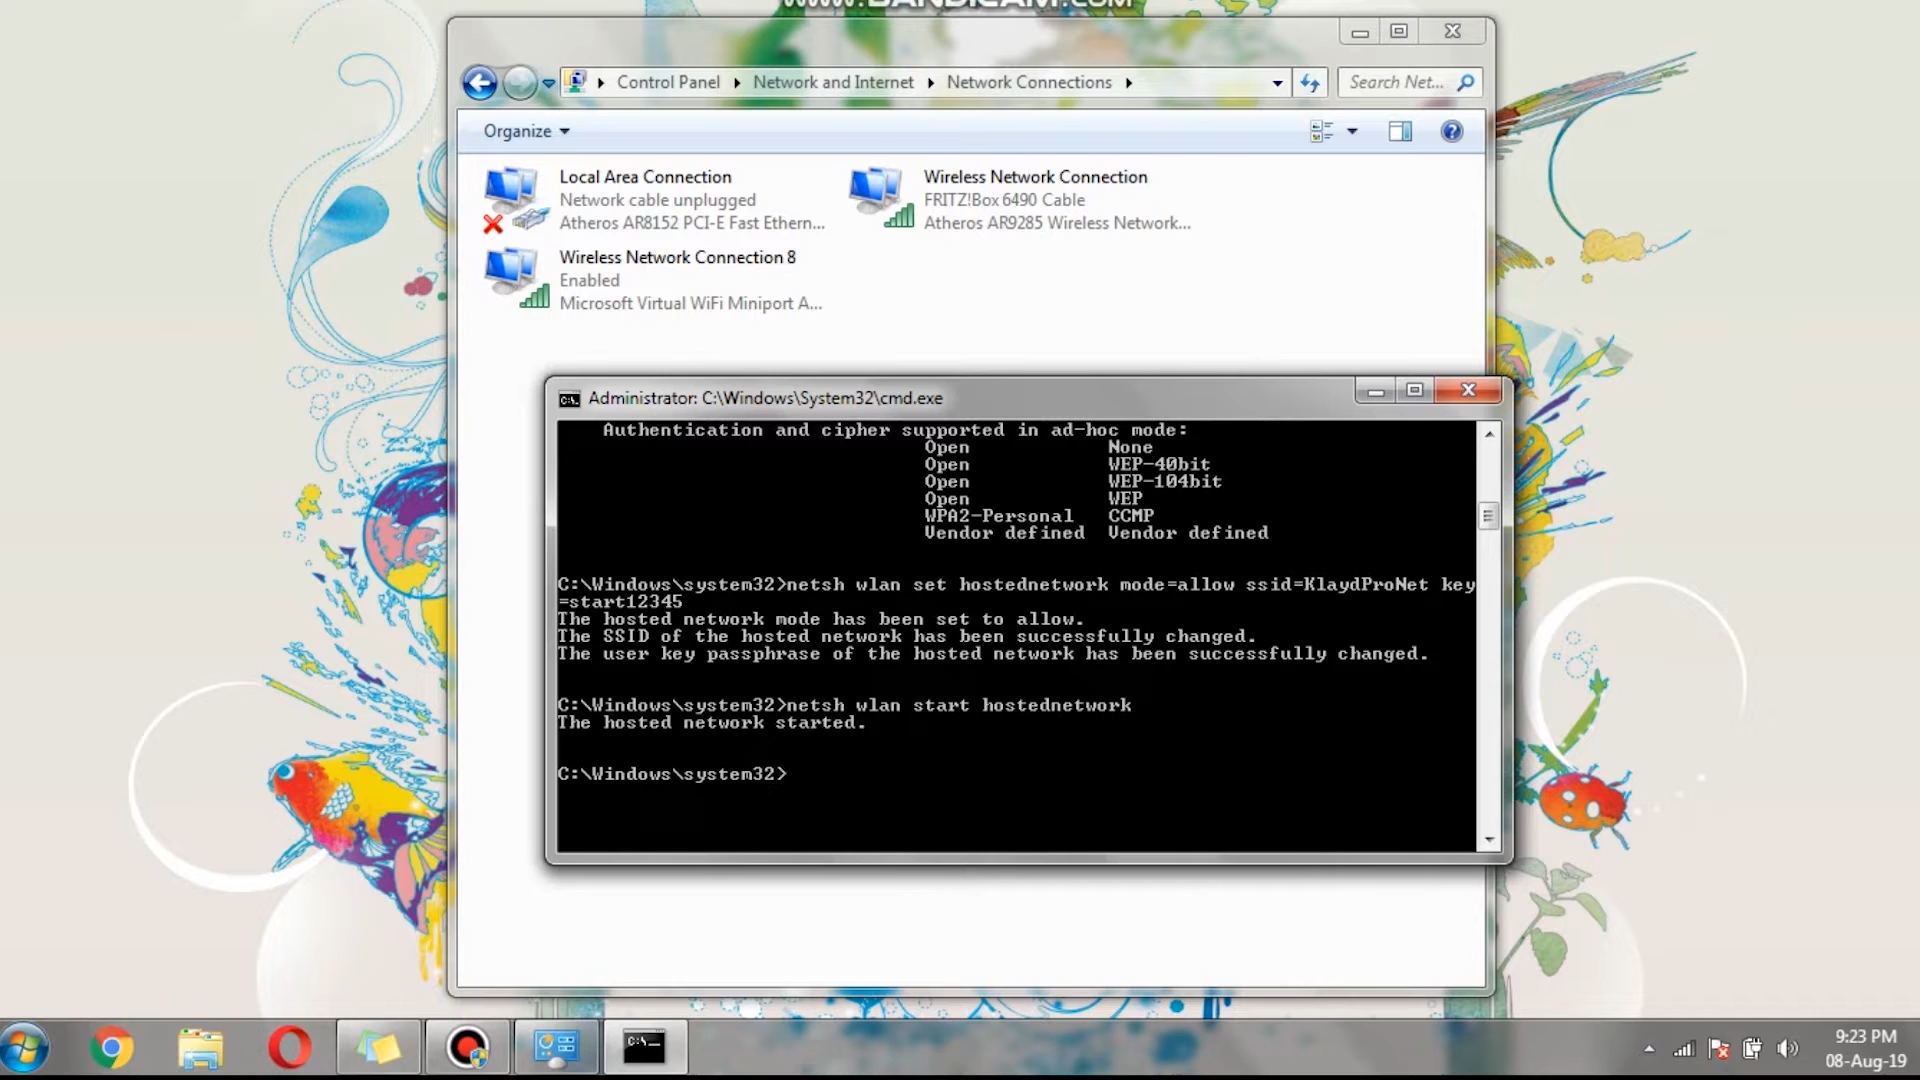 www.BANDICAM.com
Control Panel Network and Internet Network Connections Search Net...
Organize
Local Area Connection
Network cable unplugged
Atheros AR8152 PCI-E Fast Ethern...
Wireless Network Connection
FRITZ!Box 6490 Cable
Atheros AR9285 Wireless Network...
Wireless Network Connection 8
Enabled
Microsoft Virtual WiFi Miniport A...
Administrator: C:\Windows\System32\cmd.exe
Authentication and cipher supported in ad-hoc mode:
Open None
Open WEP-40bit
Open WEP-104bit
Open WEP
WPA2-Personal CCMP
Vendor defined Vendor defined
C:\Windows\system32>netsh wlan set hostednetwork mode=allow ssid=KlaydProNet key
=start12345
The hosted network mode has been set to allow.
The SSID of the hosted network has been successfully changed.
The user key passphrase of the hosted network has been successfully changed.
C:\Windows\system32>netsh wlan start hostednetwork
The hosted network started.
C:\Windows\system32>
C:\_
9:23 PM
08-Aug-19